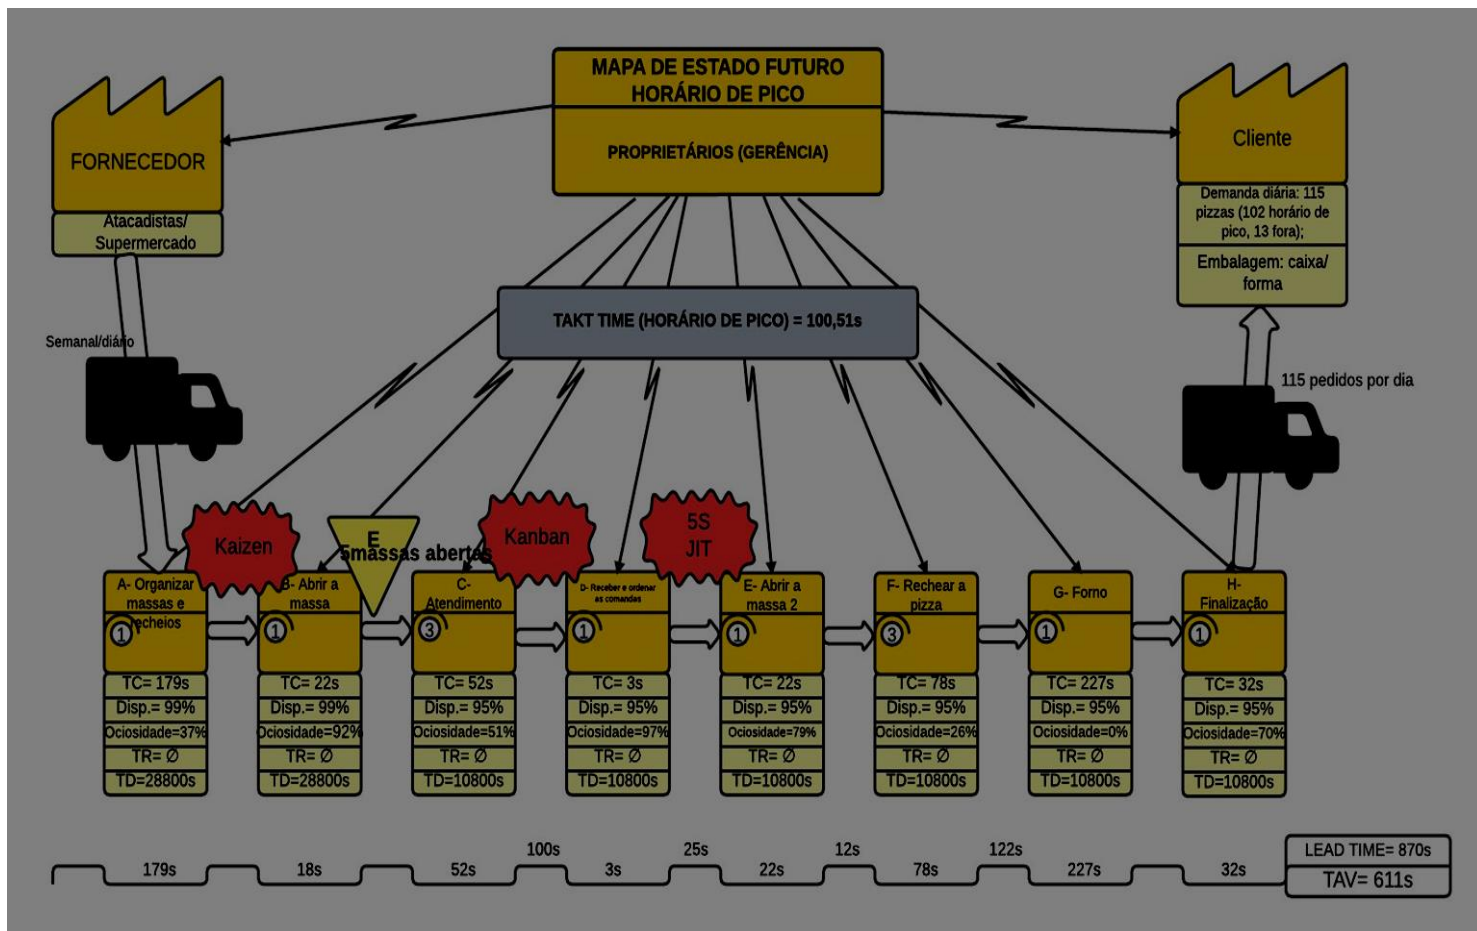 MAPA DE ESTADO FUTURO
HORÁRIO DE PICO
PROPRIETÁRIOS (GERÊNCIA)
FORNECEDOR
Atacadistas/
Supermercado
Cliente
Demanda diária: 115
pizzas (102 horário de
pico, 13 fora);
Embalagem: caixa/
forma
TAKT TIME (HORÁRIO DE PICO) = 100,51s
Semanal/diário
115 pedidos por dia
Kaizen
E
5massas abertas
Kanban
5S
JIT
A- Organizar
massas e
recheios
1
TC= 179s
Disp.= 99%
Ociosidade=37%
TR= ∅
TD=28800s
B- Abrir a
massa
1
TC= 22s
Disp.= 99%
Ociosidade=92%
TR= ∅
TD=28800s
C-
Atendimento
3
TC= 52s
Disp.= 95%
Ociosidade=51%
TR= ∅
TD=10800s
D- Receber e ordenar
as comandas
1
TC= 3s
Disp.= 95%
Ociosidade=97%
TR= ∅
TD=10800s
E- Abrir a
massa 2
1
TC= 22s
Disp.= 95%
Ociosidade=79%
TR= ∅
TD=10800s
F- Rechear a
pizza
3
TC= 78s
Disp.= 95%
Ociosidade=26%
TR= ∅
TD=10800s
G- Forno
1
TC= 227s
Disp.= 95%
Ociosidade=0%
TR= ∅
TD=10800s
H-
Finalização
1
TC= 32s
Disp.= 95%
Ociosidade=70%
TR= ∅
TD=10800s
179s
18s
52s
100s
3s
25s
22s
12s
78s
122s
227s
32s
LEAD TIME= 870s
TAV= 611s